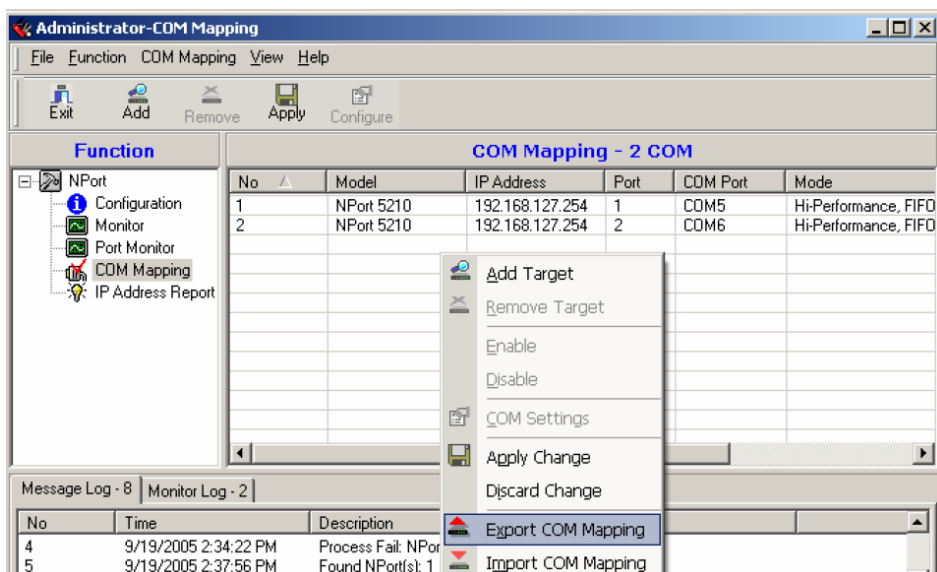 Administrator-COM Mapping
File Function COM Mapping View Help
Exit Add Remove Apply Configure
Function
COM Mapping - 2 COM
NPort
Configuration
Monitor
Port Monitor
COM Mapping
IP Address Report
No Model IP Address Port COM Port Mode
1 NPort 5210 192.168.127.254 1 COM5 Hi-Performance, FIFO
2 NPort 5210 192.168.127.254 2 COM6 Hi-Performance, FIFO
Add Target
Remove Target
Enable
Disable
COM Settings
Apply Change
Discard Change
Export COM Mapping
Import COM Mapping
Message Log - 8 Monitor Log - 2
No Time Description
4 9/19/2005 2:34:22 PM Process Fail: NPor
5 9/19/2005 2:37:56 PM Found NPort(s): 1